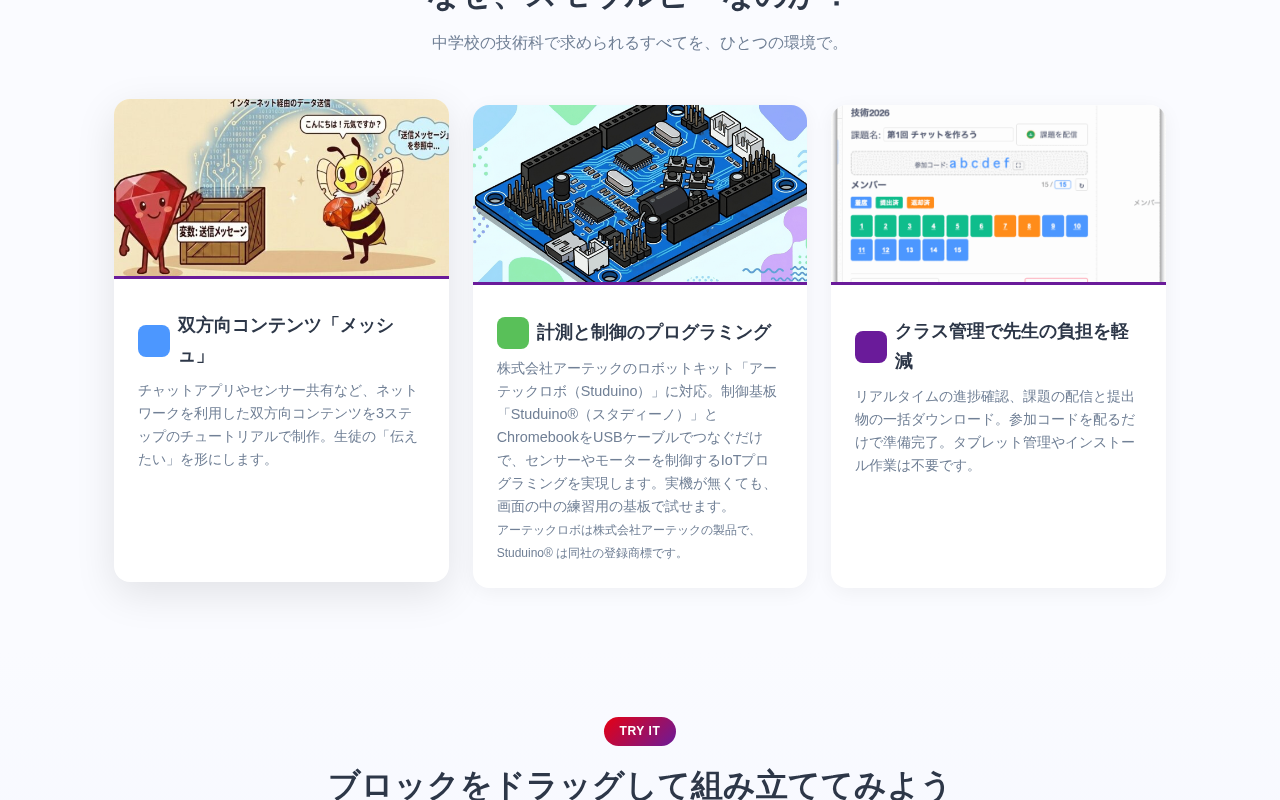 なぜ、スモウルビーなのか？
中学校の技術科で求められるすべてを、ひとつの環境で。
インターネット経由のデータ送信
こんにちは！元気ですか？
「送信メッセージ」
を参照中…
変数: 送信メッセージ
双方向コンテンツ「メッシ
ュ」
チャットアプリやセンサー共有など、ネット
ワークを利用した双方向コンテンツを3ステ
ップのチュートリアルで制作。生徒の「伝え
たい」を形にします。
計測と制御のプログラミング
株式会社アーテックのロボットキット「アー
テックロボ（Studuino）」に対応。制御基板
「Studuino®（スタディーノ）」と
ChromebookをUSBケーブルでつなぐだけ
で、センサーやモーターを制御するIoTプロ
グラミングを実現します。実機が無くても、
画面の中の練習用の基板で試せます。
アーテックロボは株式会社アーテックの製品で、
Studuino® は同社の登録商標です。
技術2026
課題名: 第1回 チャットを作ろう
課題を配信
参加コード: abcdef
メンバー
15 / 15
提出済
返却済
メンバー
1 2 3 4 5 6 7 8 9 10
11 12 13 14 15
クラス管理で先生の負担を軽
減
リアルタイムの進捗確認、課題の配信と提出
物の一括ダウンロード。参加コードを配るだ
けで準備完了。タブレット管理やインストー
ル作業は不要です。
TRY IT
ブロックをドラッグして組み立ててみよう